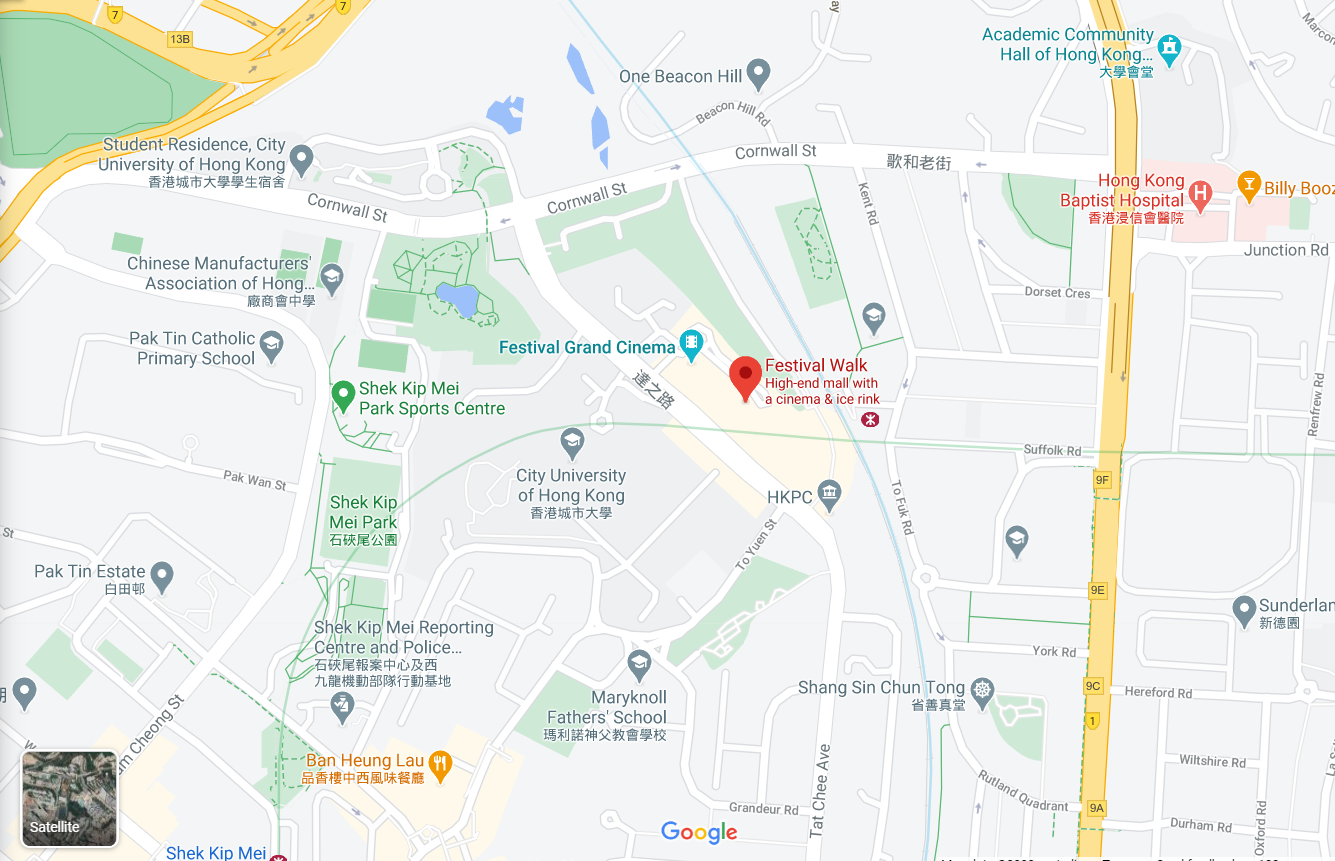 7
7
13B
Academic Community
Hall of Hong Kong...
大學會堂
One Beacon Hill
Beacon Hill Rd
Marcon
Student Residence, City
University of Hong Kong
香港城市大學學生宿舍
Cornwall St
歌和老街
Cornwall St
Cornwall St
Kent Rd
Hong Kong
Baptist Hospital
香港浸信會醫院
Billy Booz
Junction Rd
Chinese Manufacturers'
Association of Hong...
廠商會中學
Dorset Cres
Pak Tin Catholic
Primary School
Festival Grand Cinema
Festival Walk
High-end mall with
a cinema & ice rink
達之路
Shek Kip Mei
Park Sports Centre
Renfrew Rd
Suffolk Rd
City University
of Hong Kong
香港城市大學
Pak Wan St
HKPC
9F
To Fuk Rd
Shek Kip
Mei Park
石硤尾公園
St
To Yuen St
Pak Tin Estate
白田邨
9E
Sunderlan
新德園
Shek Kip Mei Reporting
Centre and Police...
石硤尾報案中心及西
九龍機動部隊行動基地
York Rd
Maryknoll
Fathers' School
瑪利諾神父教會學校
Shang Sin Chun Tong
省善真堂
9C
Hereford Rd
1
um Cheong St
Ban Heung Lau
品香樓中西風味餐廳
Tat Chee Ave
Wiltshire Rd
Rutland Quadrant
Grandeur Rd
9A
Durham Rd
Oxford Rd
Satellite
Google
Shek Kip Mei